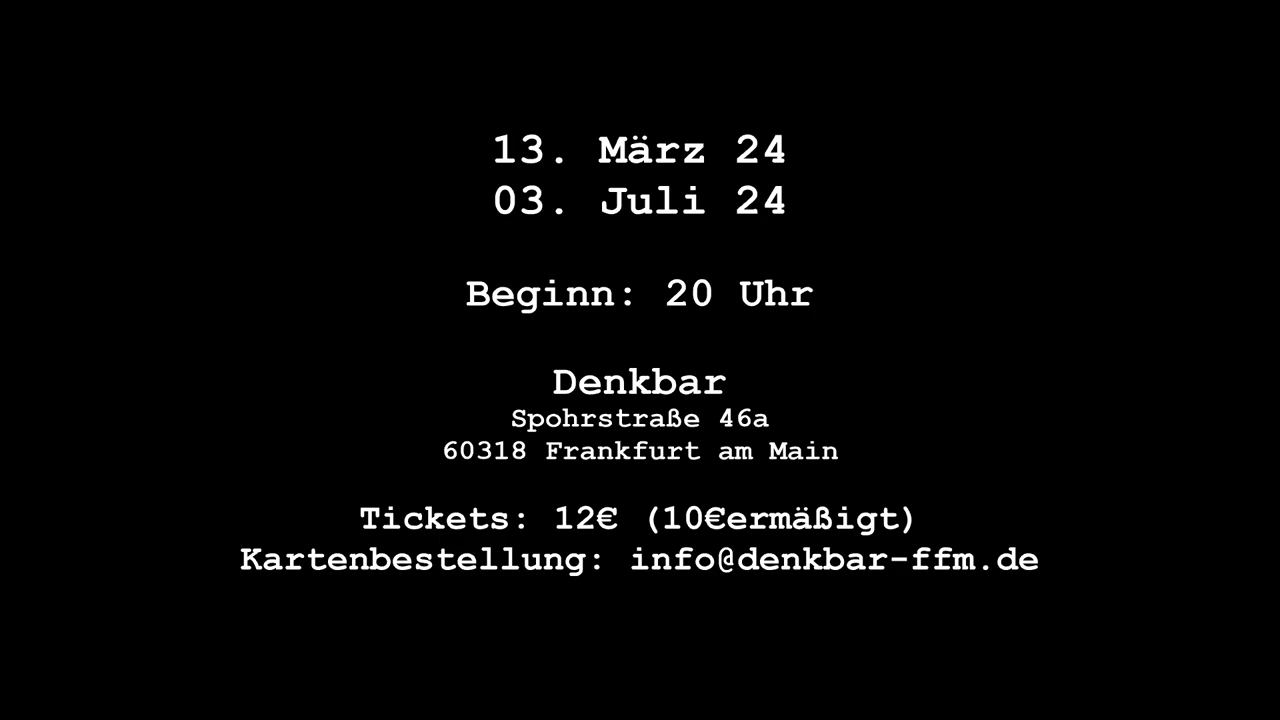 13. März 24
03. Juli 24
Beginn: 20 Uhr
Denkbar
Spohrstraße 46a
60318 Frankfurt am Main
Tickets: 12€ (10€ermäßigt)
Kartenbestellung: info@denkbar-ffm.de